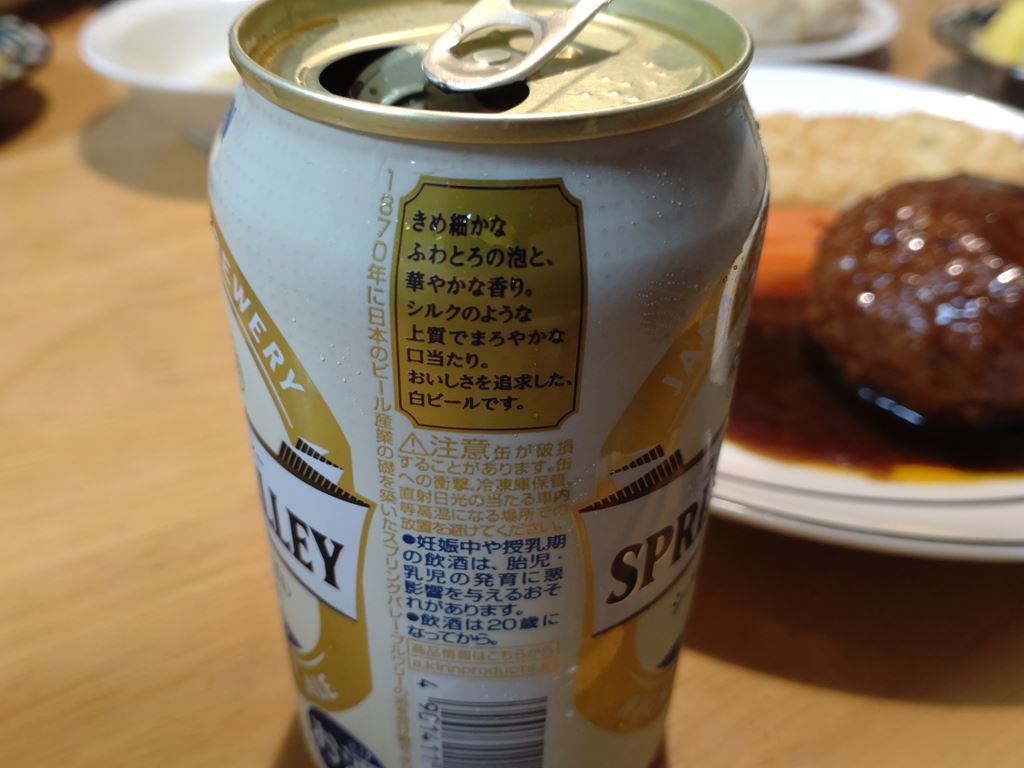 きめ細かな
ふわとろの泡と、
華やかな香り。
シルクのような
上質でまろやかな
口当たり。
おいしさを追求した、
白ビールです。
⚠注意 缶が破損
することがあります。缶
への衝撃、冷凍庫保管、
直射日光の当たる車内
等高温になる場所での
放置を避けてください。
●妊娠中や授乳期
の飲酒は、胎児・
乳児の発育に悪
影響を与えるおそ
れがあります。
●飲酒は20歳に
なってから。
商品情報はこちらから
a.kirinproducts
1870年に日本のビール産業の礎を築いたスプリングバレー・ブルワリー
EWERY
LLEY
ALE
JAP
SPR
4 9014 11